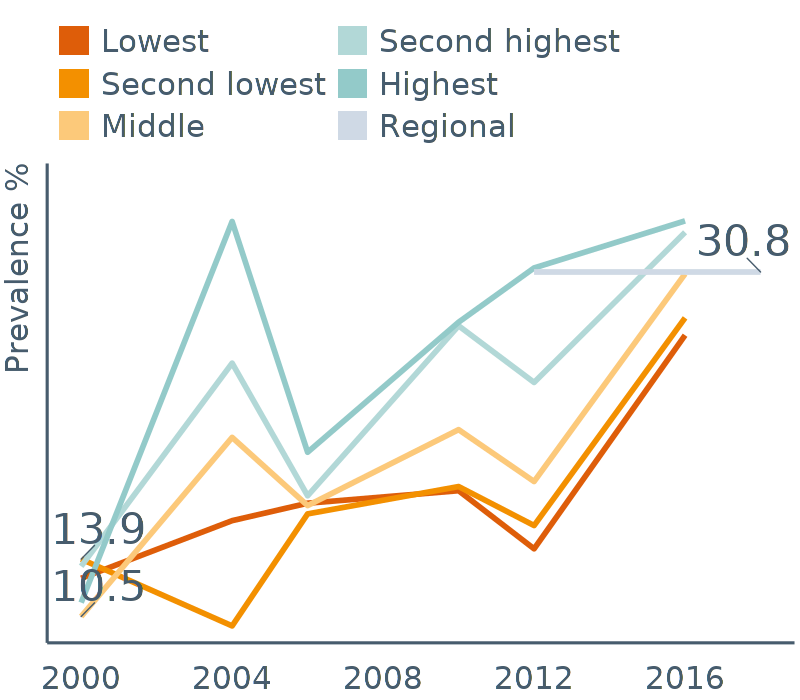 Lowest
Second lowest
Middle
Second highest
Highest
Regional
Prevalence %
30.8
13.9
10.5
2000 2004 2008 2012 2016